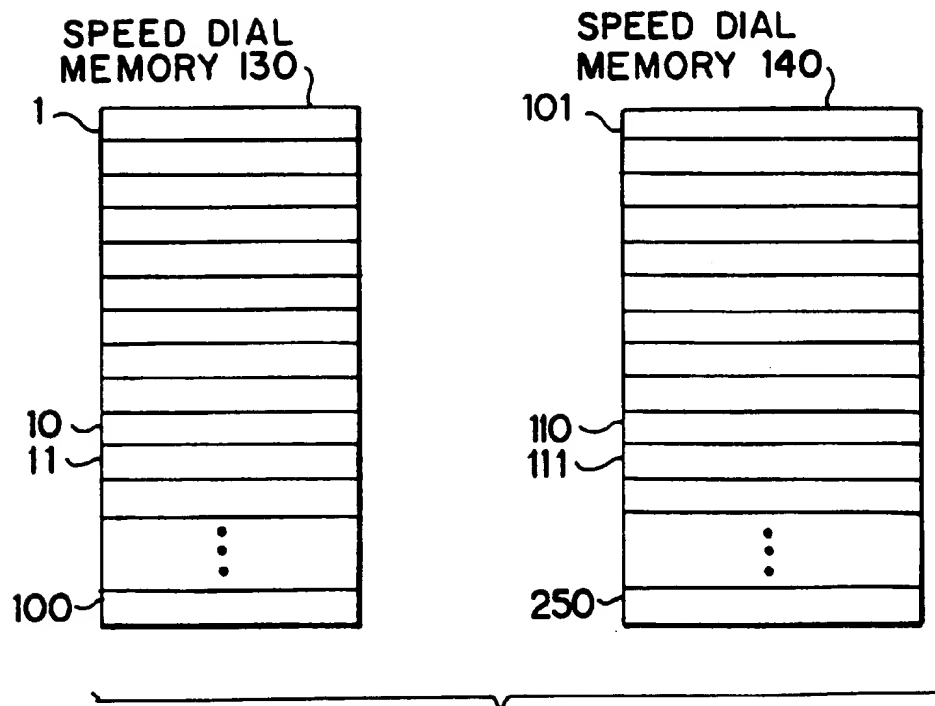 SPEED DIAL
MEMORY 130
1
10
11
100
SPEED DIAL
MEMORY 140
101
110
111
250